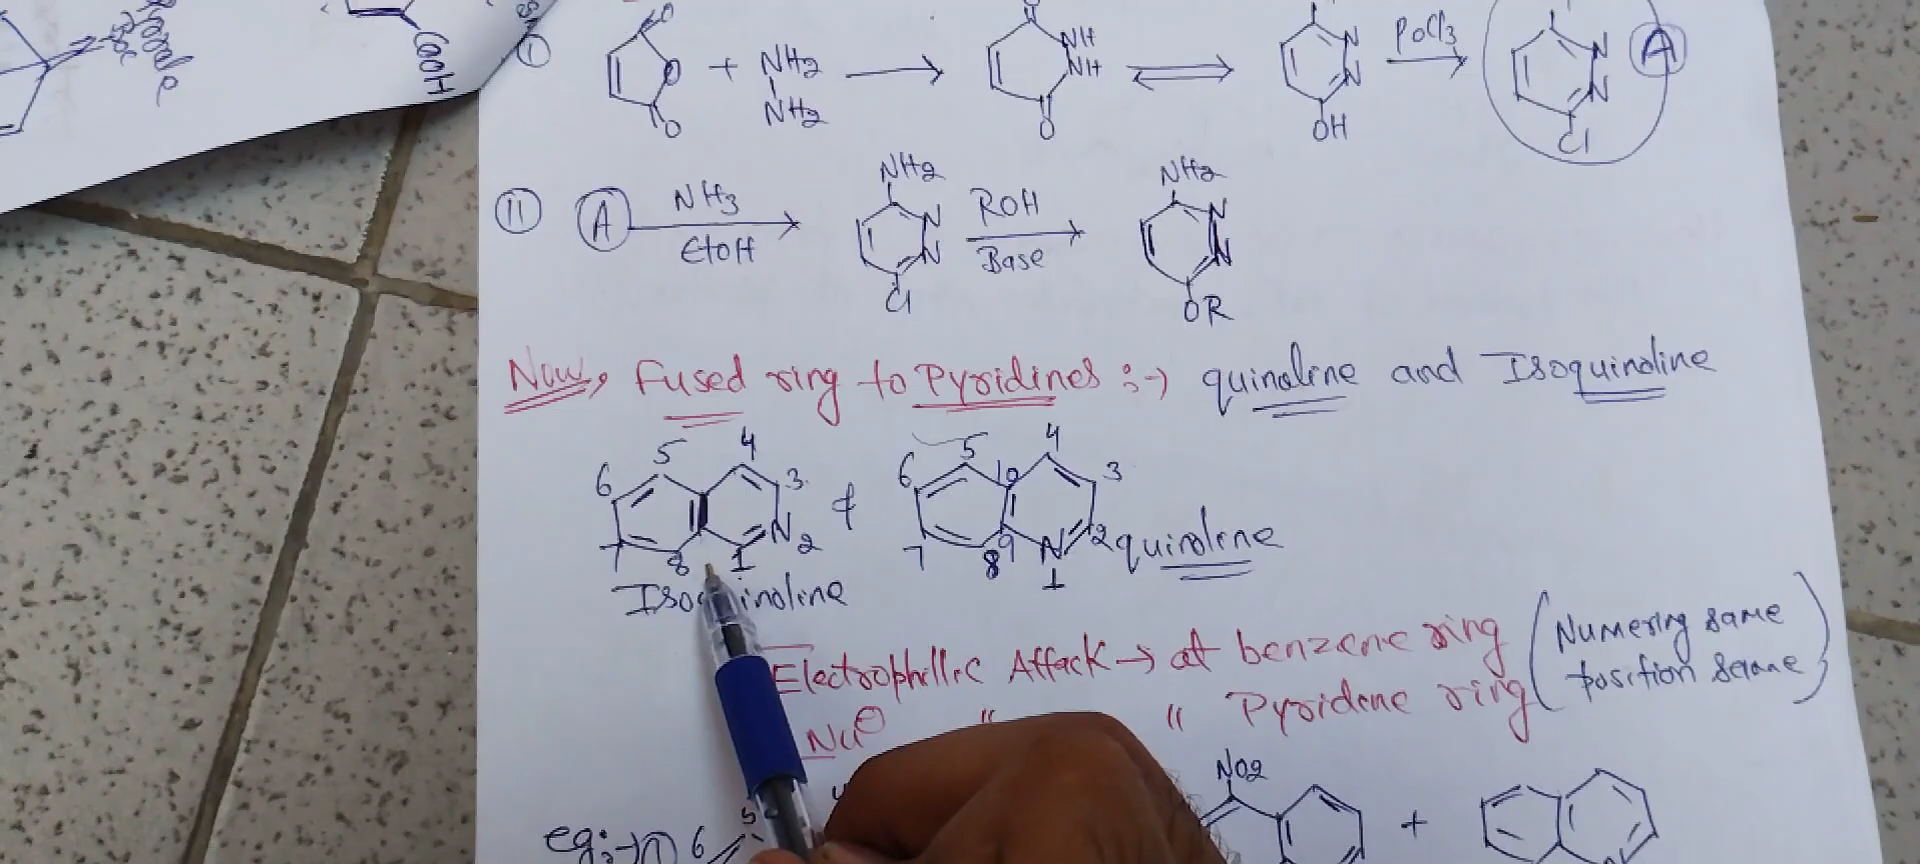 COOH
I + NH2 NH NH N N POCl3 N N A
NH2 O OH Cl
O O
II A NH3 EtOH NH2 N N Cl ROH Base NH2 N N OR
Now, Fused ring to Pyridines :-) quinoline and Isoquinoline
6 5 4 3 N 2 1 8 7 & 6 5 10 4 3 2 N 1 9 8 7 quinoline
Isoquinoline
Electrophilic Attack → at benzene ring (Numering same
Nu⊖ " " Pyridine ring position same)
NO2
eg:→ 1 6 5 +